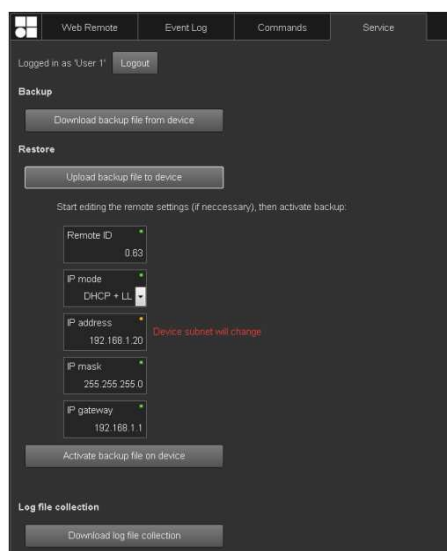 Web Remote Event Log Commands Service
Logged in as 'User 1' Logout
Backup
Download backup file from device
Restore
Upload backup file to device
Start editing the remote settings (if neccessary), then activate backup:
Remote ID
0.63
IP mode
DHCP + LL
IP address
192.168.1.20 Device subnet will change
IP mask
255.255.255.0
IP gateway
192.168.1.1
Activate backup file on device
Log file collection
Download log file collection